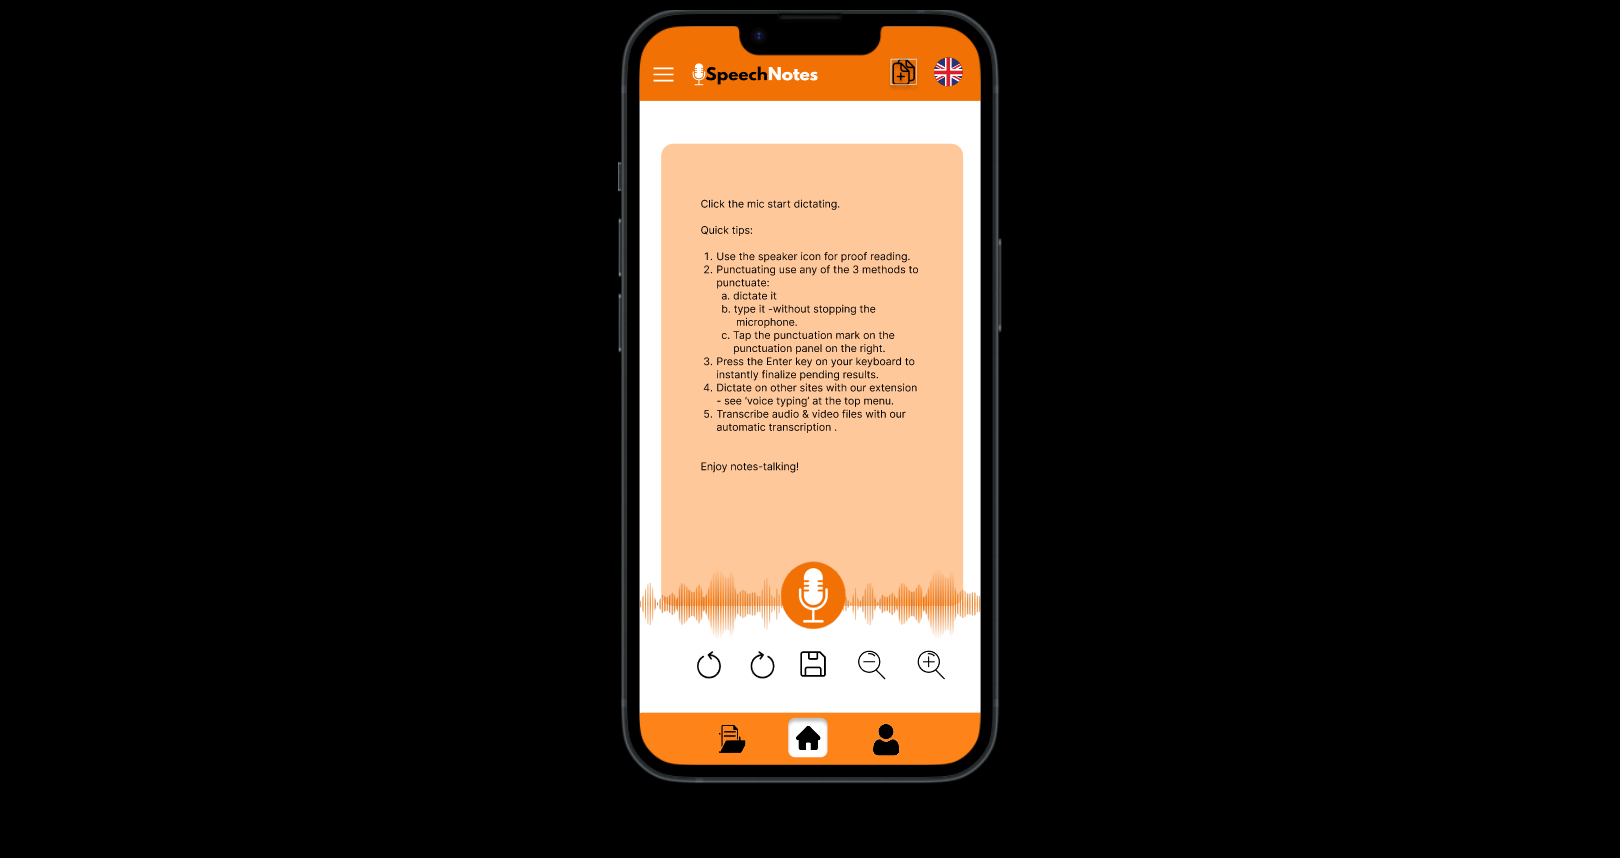 SpeechNotes
Click the mic start dictating.
Quick tips:
1. Use the speaker icon for proof reading.
2. Punctuating use any of the 3 methods to
punctuate:
a. dictate it
b. type it -without stopping the
microphone.
c. Tap the punctuation mark on the
punctuation panel on the right.
3. Press the Enter key on your keyboard to
instantly finalize pending results.
4. Dictate on other sites with our extension
- see ‘voice typing’ at the top menu.
5. Transcribe audio & video files with our
automatic transcription .
Enjoy notes-talking!